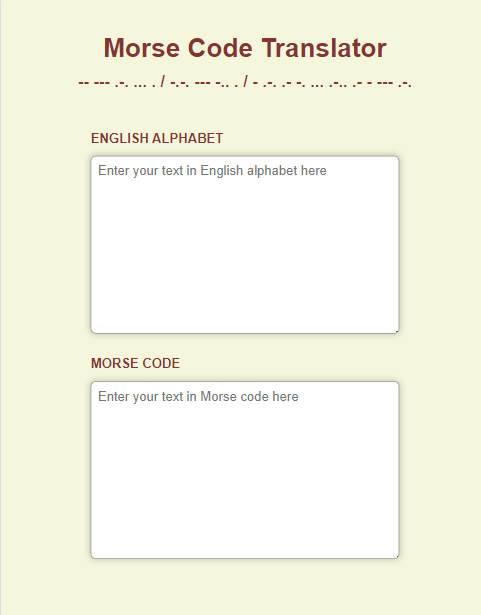 Morse Code Translator
-- --- .-. ... . / -.-. --- -.. . / - .-. .- -. ... .-.. .- - --- .-.
ENGLISH ALPHABET
Enter your text in English alphabet here
MORSE CODE
Enter your text in Morse code here